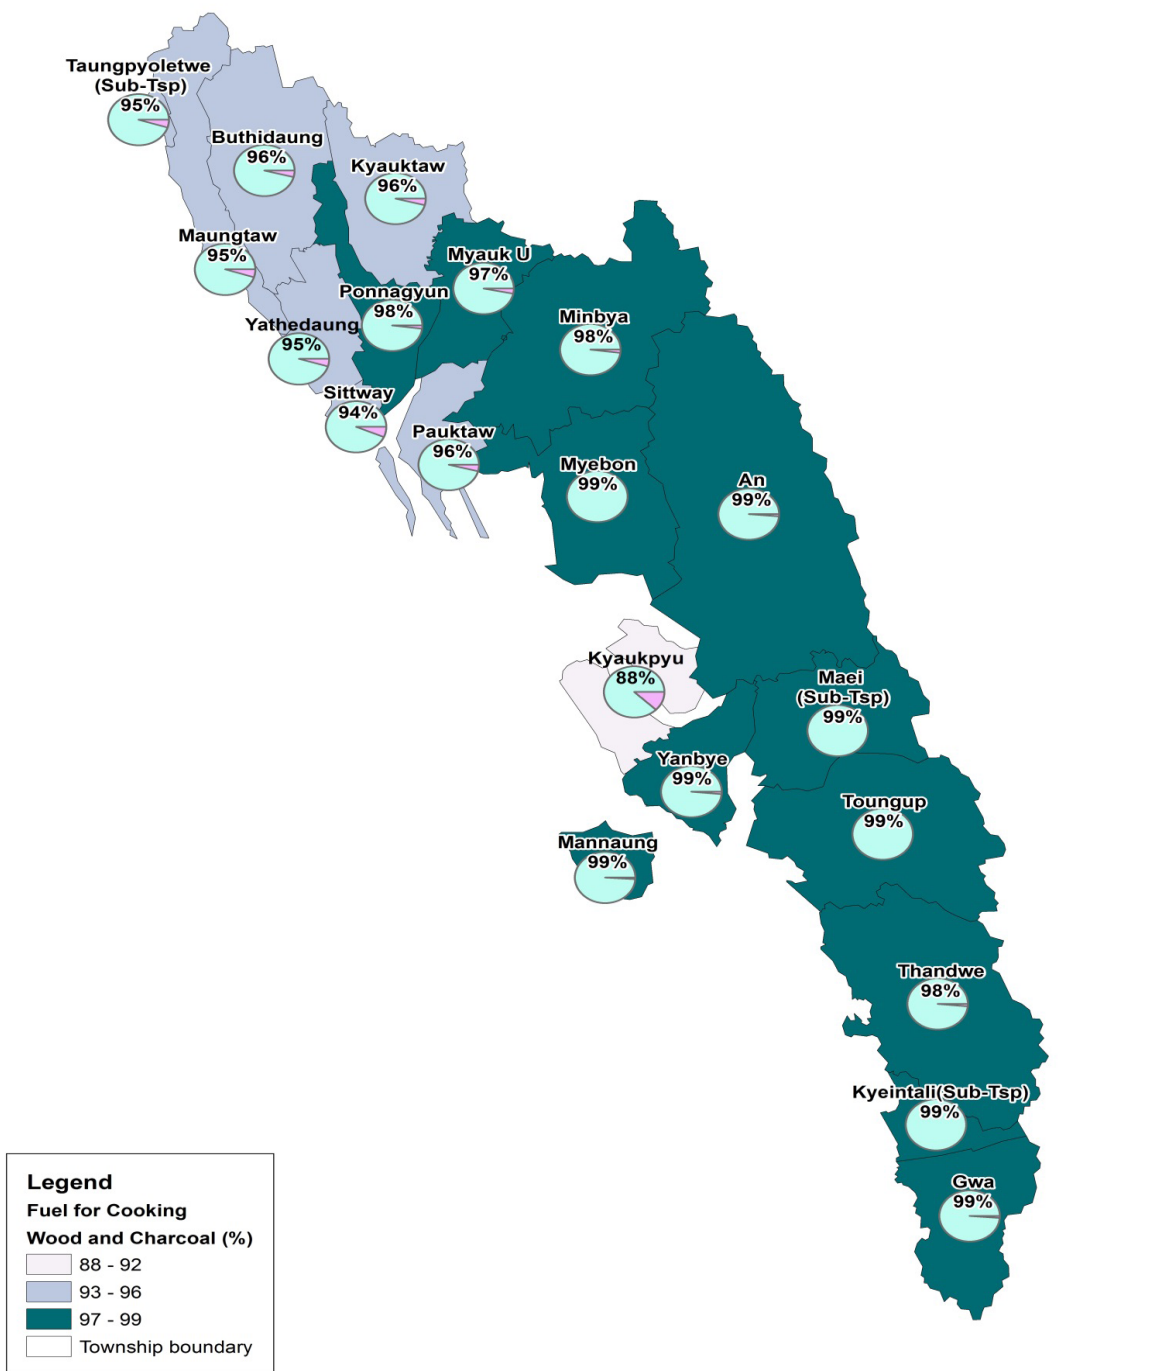 Taungpyoletwe
(Sub-Tsp)
95%
Buthidaung
96%
Kyauktaw
96%
Maungtaw
95%
Myauk U
97%
Ponnagyun
98%
Minbya
98%
Yathedaung
95%
Sittway
94%
Pauktaw
96%
Myebon
99%
An
99%
Kyaukpyu
88%
Maei
(Sub-Tsp)
99%
Yanbye
99%
Toungup
99%
Mannaung
99%
Thandwe
98%
Kyeintali(Sub-Tsp)
99%
Gwa
99%
Legend
Fuel for Cooking
Wood and Charcoal (%)
88 - 92
93 - 96
97 - 99
Township boundary